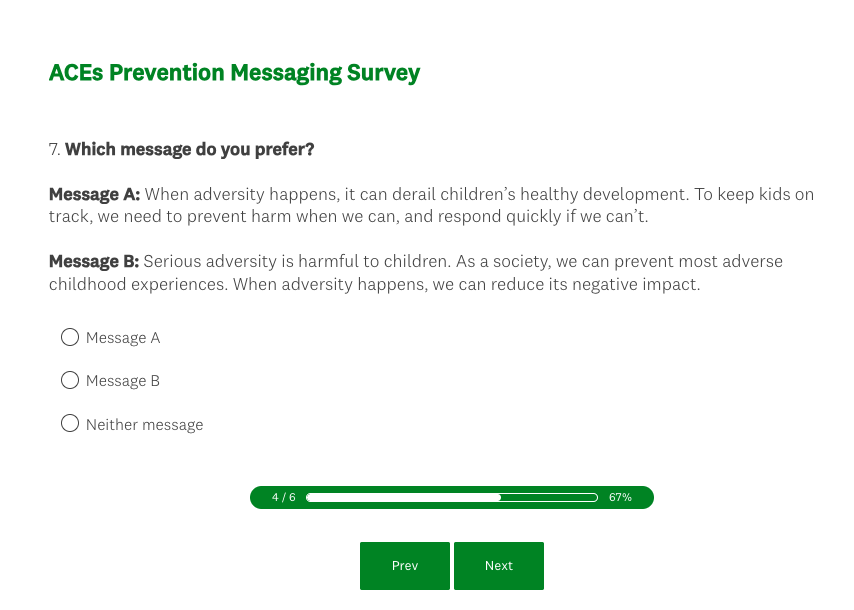 ACEs Prevention Messaging Survey
7. Which message do you prefer?
Message A: When adversity happens, it can derail children’s healthy development. To keep kids on
track, we need to prevent harm when we can, and respond quickly if we can’t.
Message B: Serious adversity is harmful to children. As a society, we can prevent most adverse
childhood experiences. When adversity happens, we can reduce its negative impact.
Message A
Message B
Neither message
4 / 6 67%
Prev Next